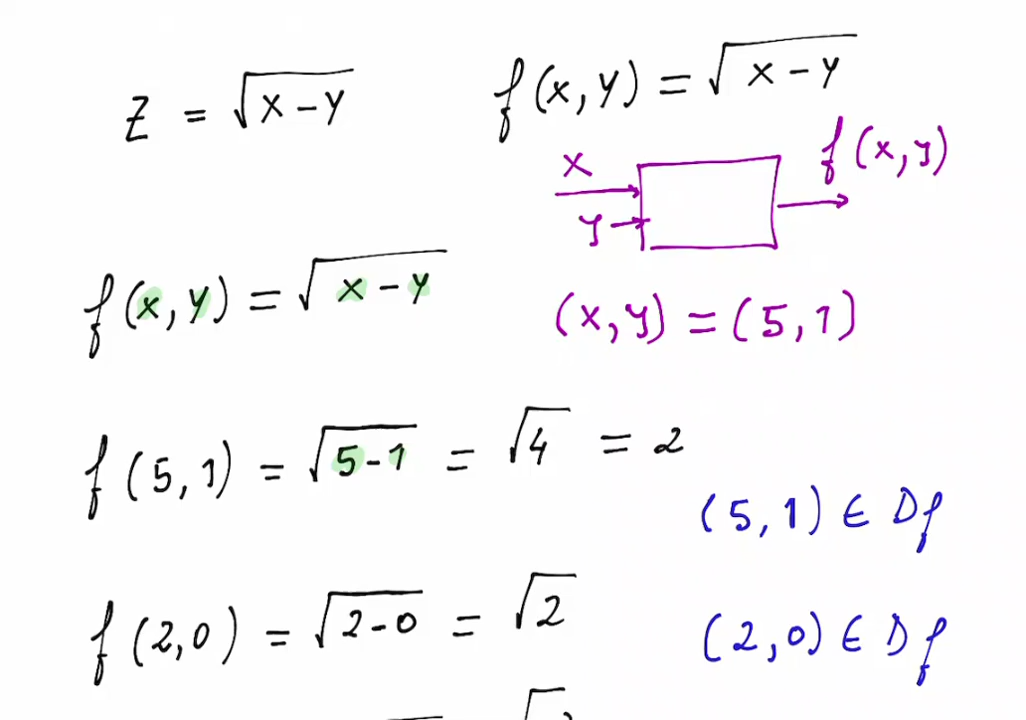 Z = √(x-y)
f(x,y) = √(x-y)
x
y
f(x,y)
f(x,y) = √(x-y)
(x,y) = (5,1)
f(5,1) = √(5-1) = √4 = 2
(5,1) ∈ Df
f(2,0) = √(2-0) = √2
(2,0) ∈ Df